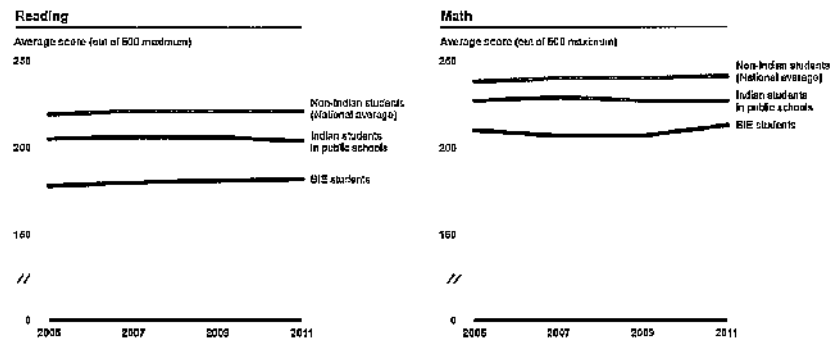 Reading
Average score (out of 500 maximum)
250
Non-Indian students
(National average)
Indian students
in public schools
200
BIE students
150
//
0
2005 2007 2009 2011
Math
Average score (out of 500 maximum)
250
Non-Indian students
(National average)
Indian students
in public schools
BIE students
200
150
//
0
2005 2007 2009 2011